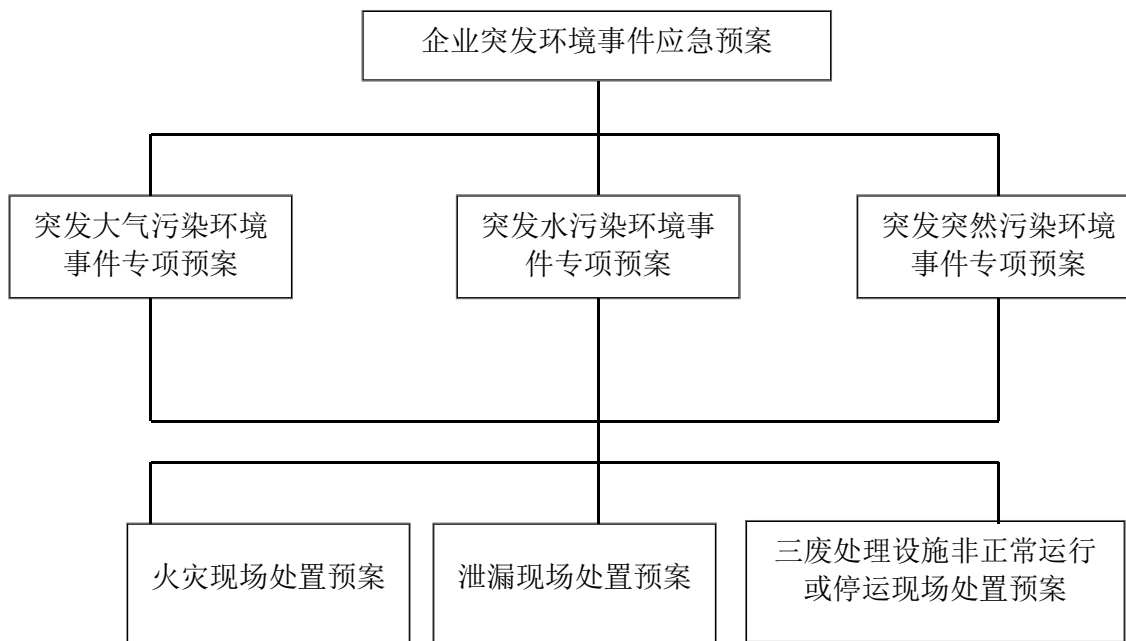 企业突发环境事件应急预案
突发大气污染环境
事件专项预案
突发水污染环境事
件专项预案
突发突然污染环境
事件专项预案
火灾现场处置预案
泄漏现场处置预案
三废处理设施非正常运行
或停运现场处置预案